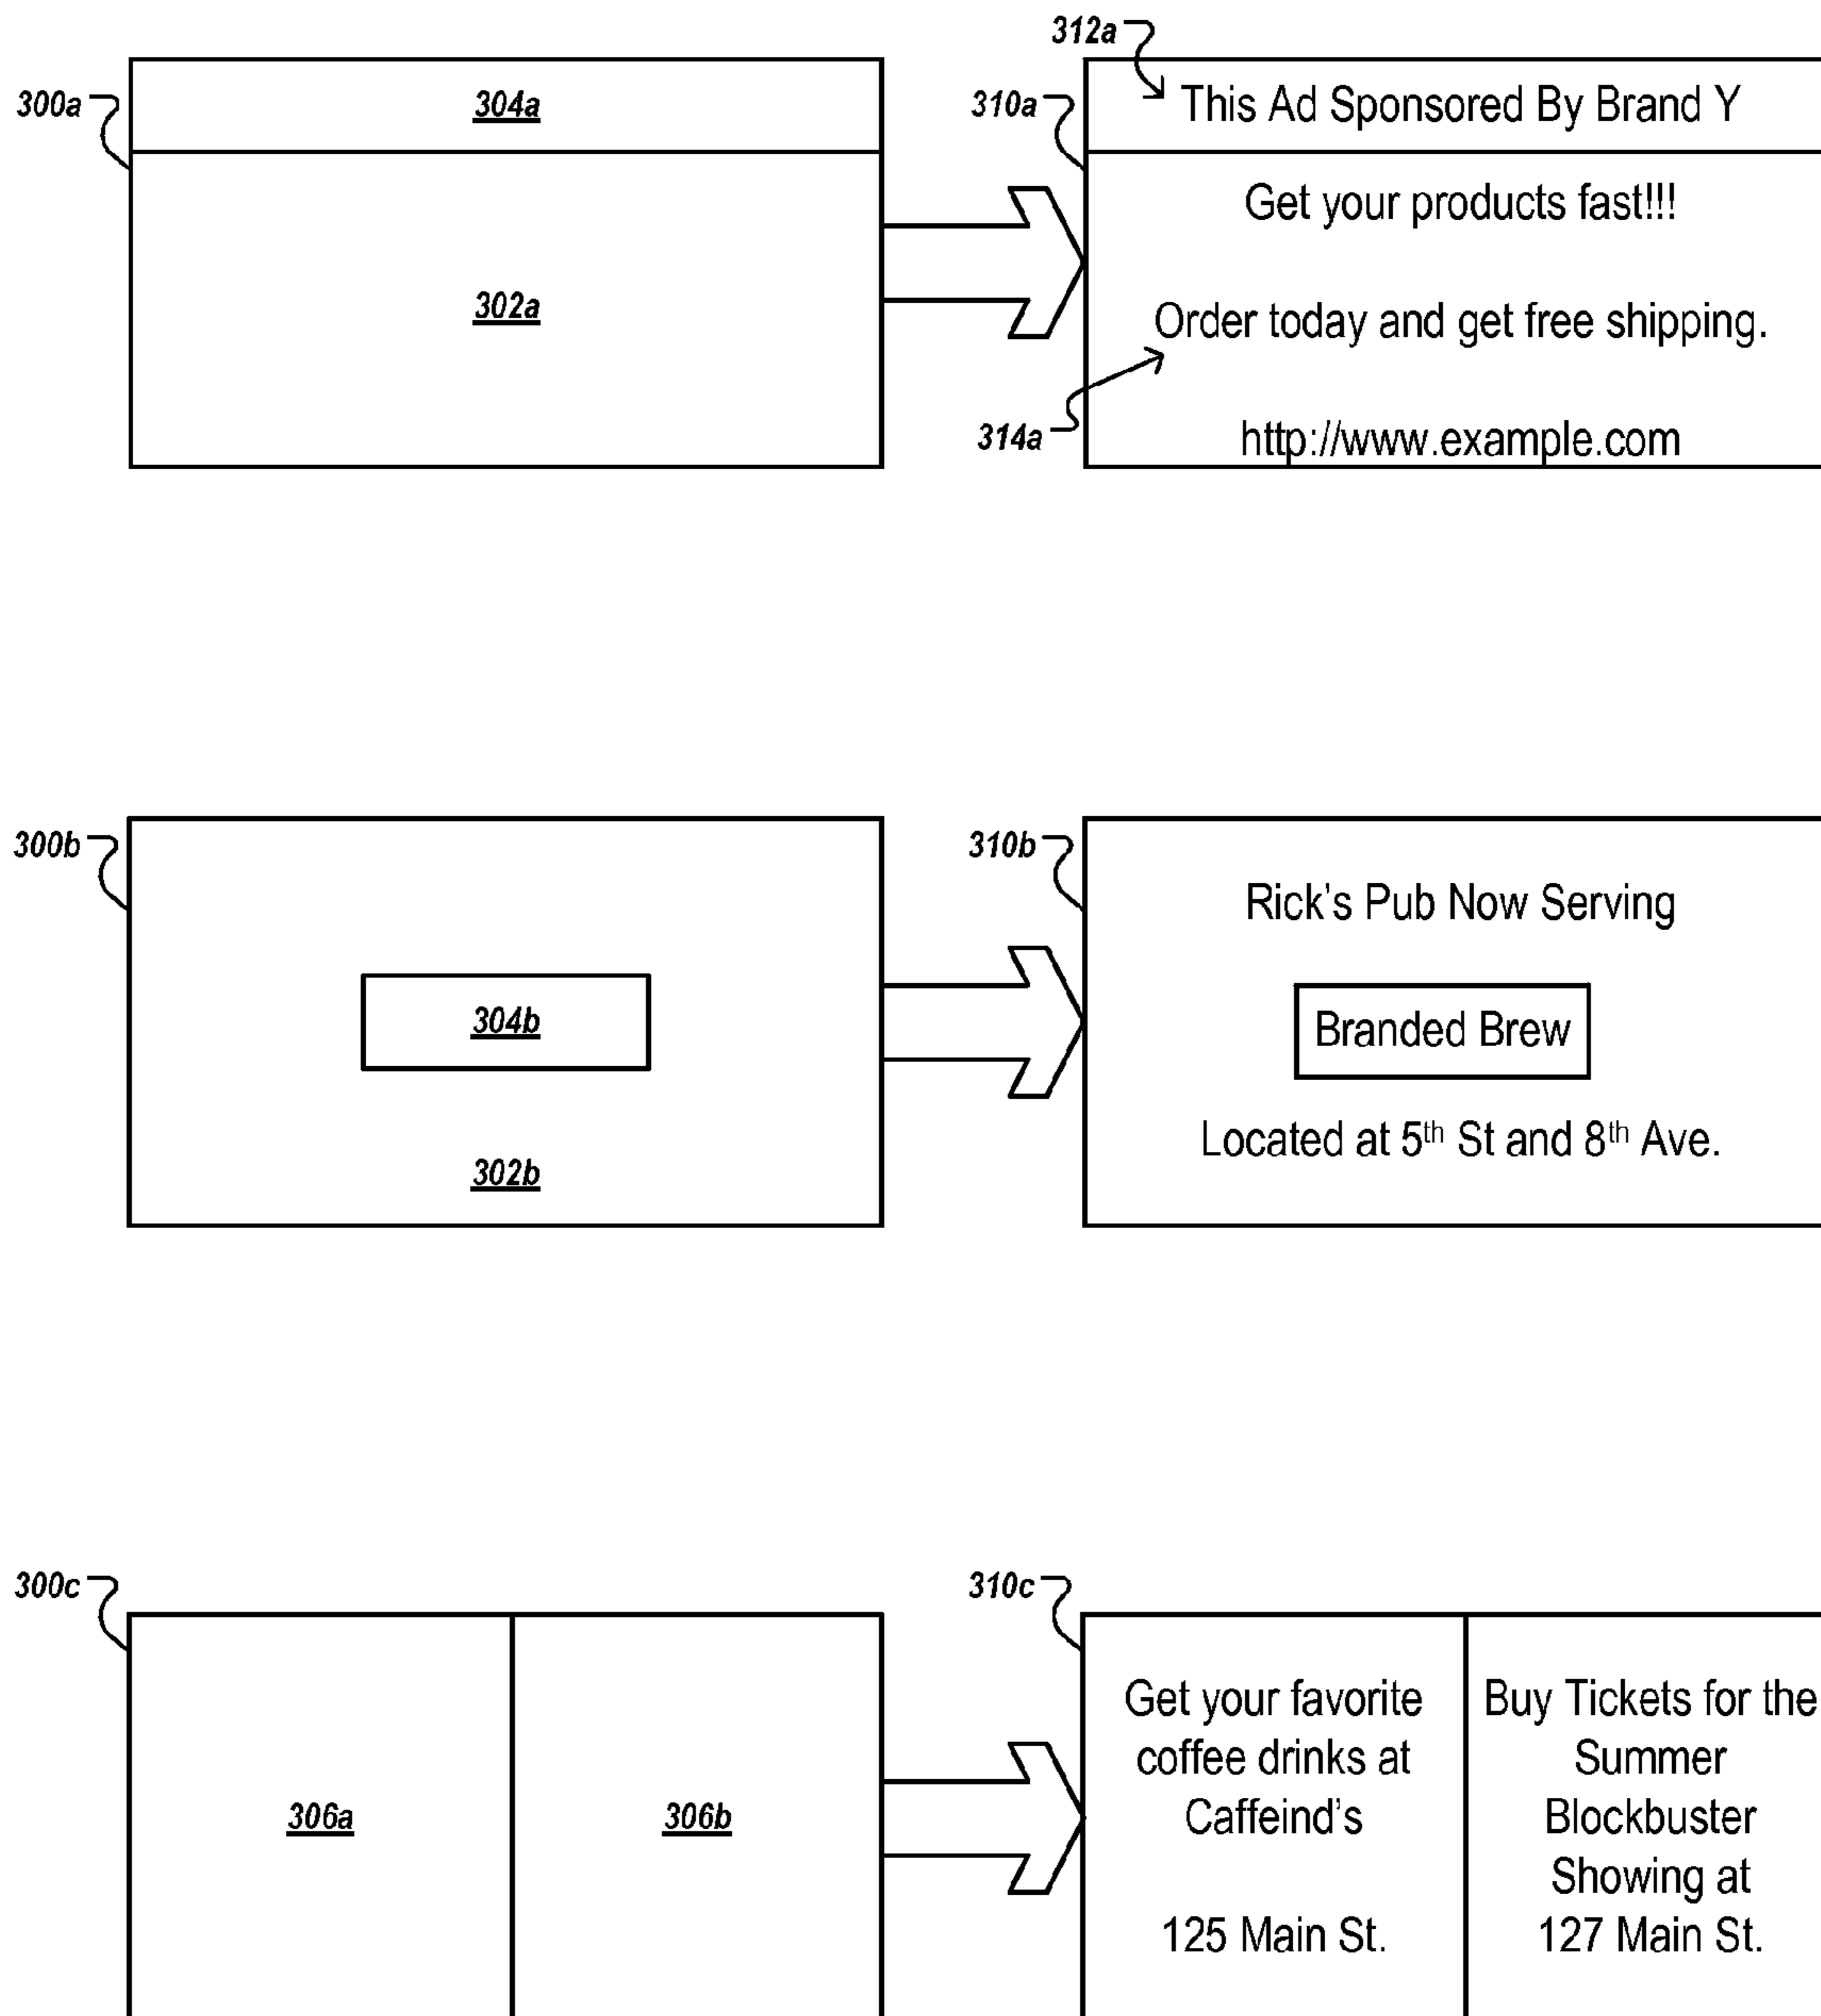 312a
300a
304a
310a
This Ad Sponsored By Brand Y
Get your products fast!!!
302a
Order today and get free shipping.
314a
http://www.example.com
300b
310b
Rick's Pub Now Serving
304b
Branded Brew
Located at 5th St and 8th Ave.
302b
300c
310c
306a
306b
Get your favorite
coffee drinks at
Caffeind's
125 Main St.
Buy Tickets for the
Summer
Blockbuster
Showing at
127 Main St.